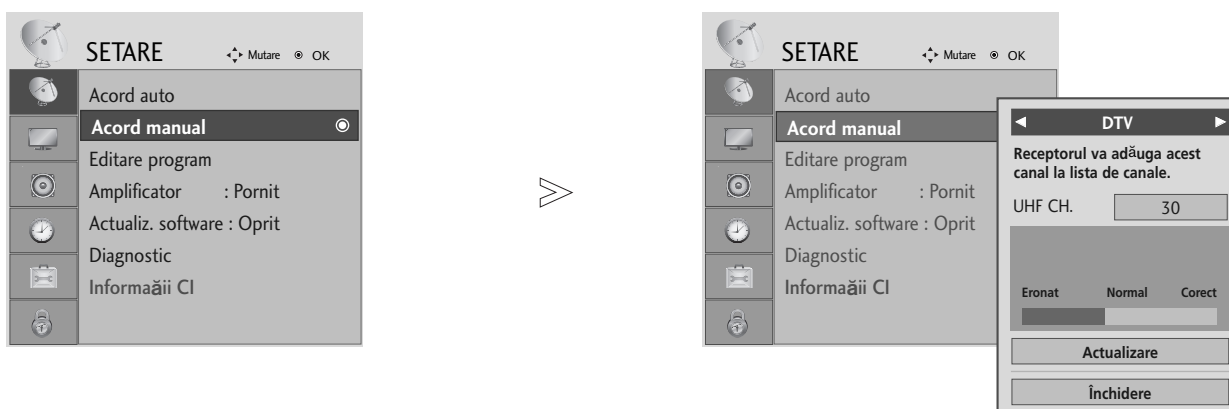 SETARE Mutare OK
Acord auto
Acord manual
Editare program
Amplificator : Pornit
Actualiz. software : Oprit
Diagnostic
Informaăii CI
SETARE Mutare OK
Acord auto
Acord manual
Editare program
Amplificator : Pornit
Actualiz. software : Oprit
Diagnostic
Informaăii CI
DTV
Receptorul va adăuga acest
canal la lista de canale.
UHF CH. 30
Eronat Normal Corect
Actualizare
Închidere